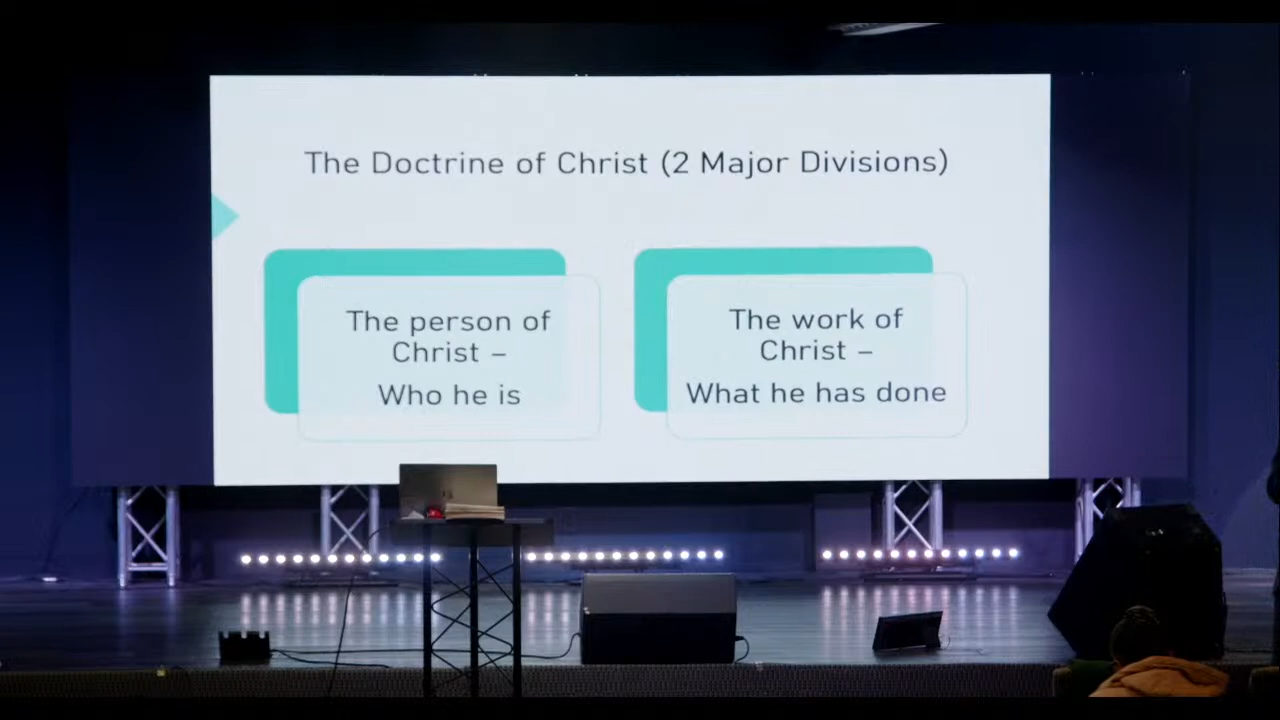 The Doctrine of Christ (2 Major Divisions)
The person of
Christ –
Who he is
The work of
Christ –
What he has done